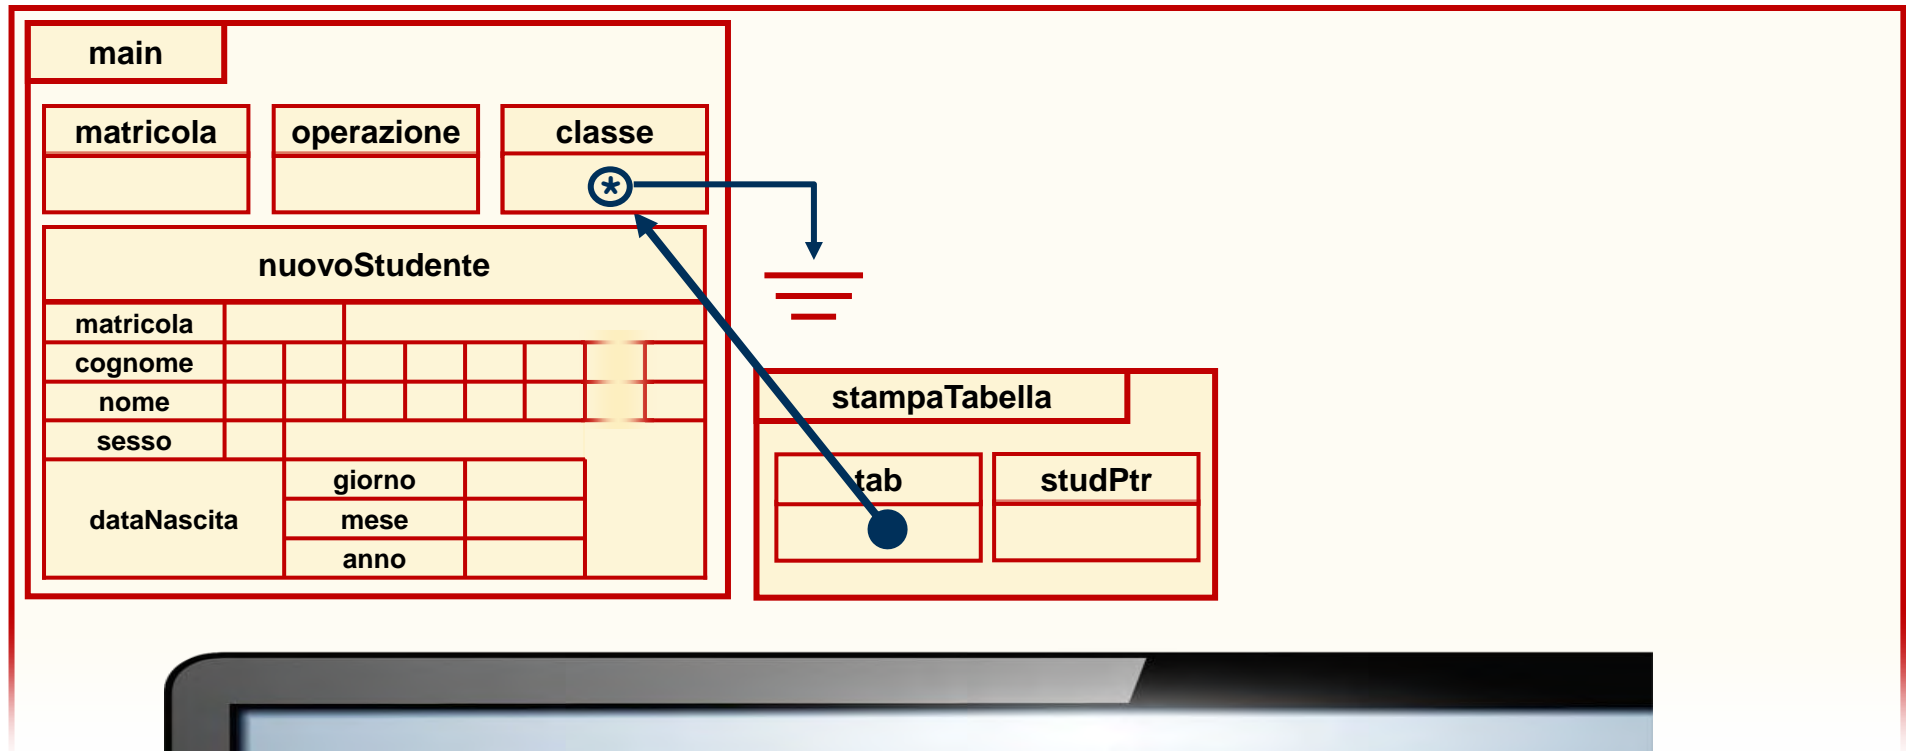 main
matricola operazione classe
*
nuovoStudente
matricola
cognome
nome
sesso
dataNascita
giorno
mese
anno
stampaTabella
tab studPtr